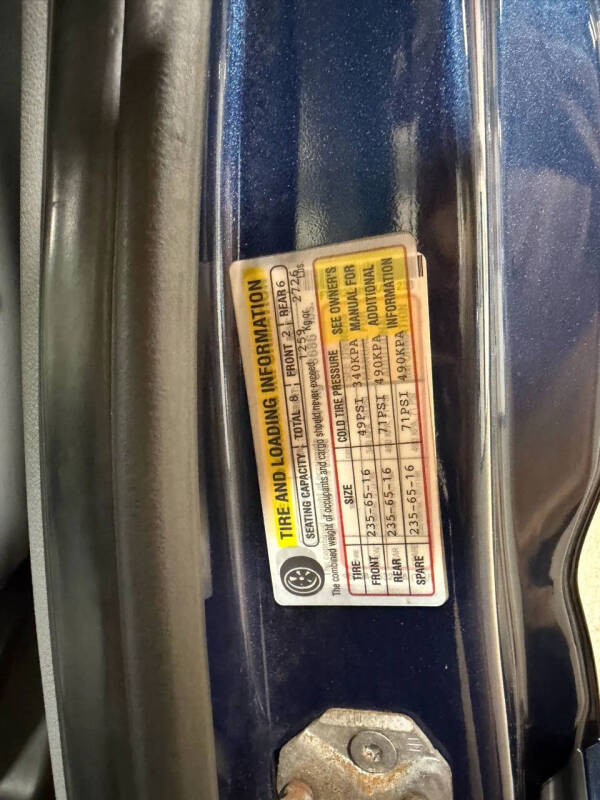 TIRE AND LOADING INFORMATION
SEATING CAPACITY TOTAL 8 FRONT 2 REAR 6
The combined weight of occupants and cargo should never exceed 1259 kg or 2726 LBS
TIRE SIZE COLD TIRE PRESSURE
FRONT 235-65-16 49PSI 340KPA
REAR 235-65-16 71PSI 490KPA
SPARE 235-65-16 71PSI 490KPA
SEE OWNER'S
MANUAL FOR
ADDITIONAL
INFORMATION